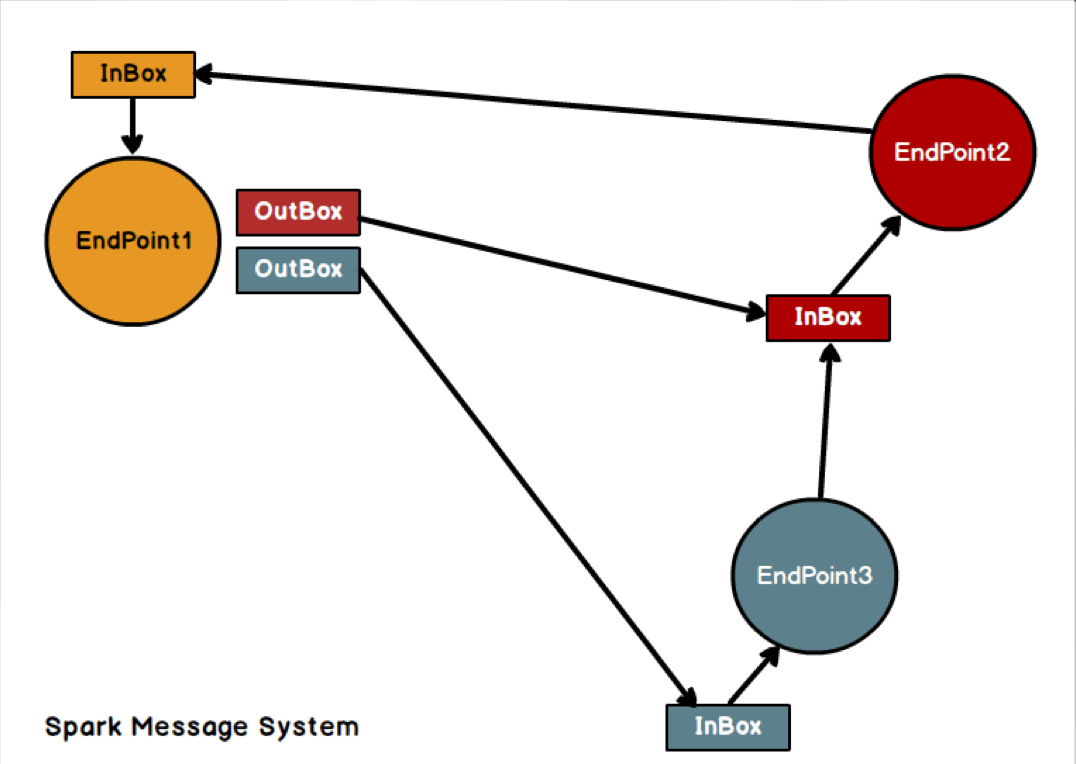 InBox
EndPoint2
OutBox
EndPoint1
OutBox
InBox
EndPoint3
InBox
Spark Message System